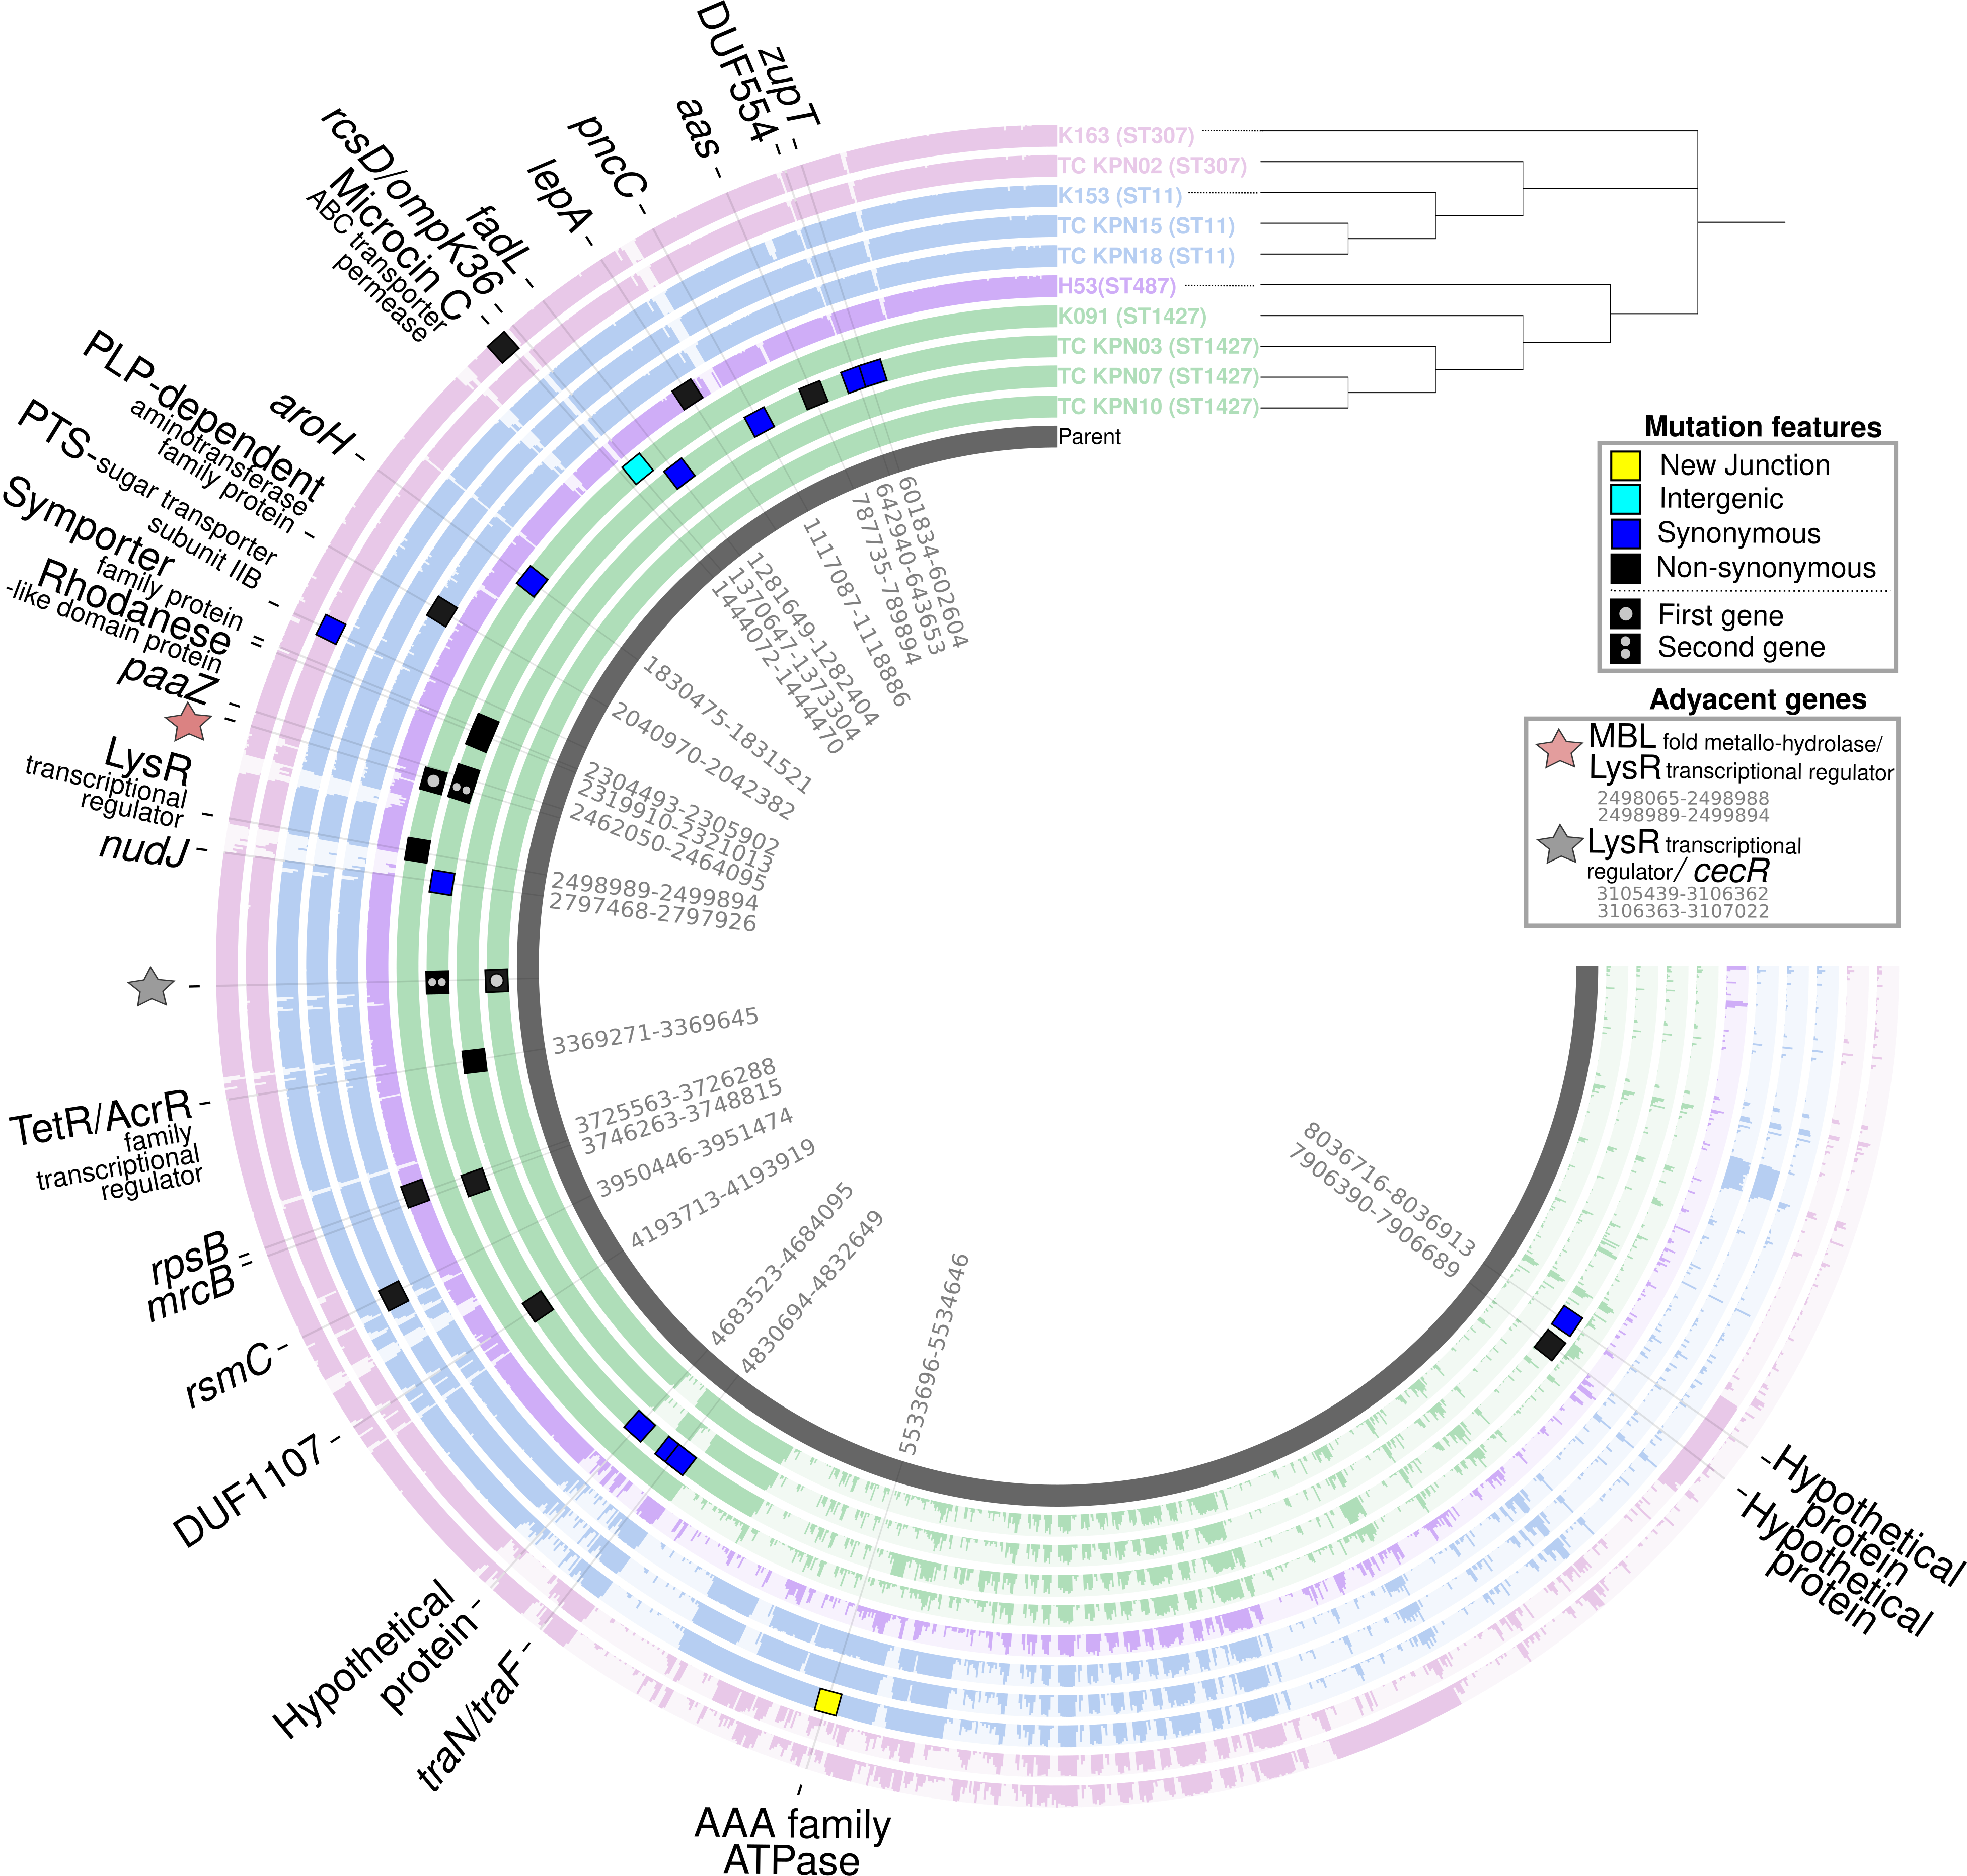 zupT
DUF554
aas
pncC
lepA
fadL
rcsD/ompK36
Microcin C
ABC transporter
permease
aroH
PLP-dependent
aminotransferase
family protein
PTS-sugar transporter
subunit IIB
Symporter
family protein
Rhodanese
-like domain protein
paaZ
LysR
transcriptional
regulator
nudJ
TetR/AcrR
family
transcriptional
regulator
rpsB
mrcB
rsmC
DUF1107
Hypothetical
protein
traN/traF
AAA family
ATPase
Hypothetical
protein
Hypothetical
protein
K163 (ST307)
TC KPN02 (ST307)
K153 (ST11)
TC KPN15 (ST11)
TC KPN18 (ST11)
H53(ST487)
K091 (ST1427)
TC KPN03 (ST1427)
TC KPN07 (ST1427)
TC KPN10 (ST1427)
Parent
601834-602604
642940-643653
787735-789894
1117087-1118886
1281649-1282404
1370647-1373304
1444072-1444470
1830475-1831521
2040970-2042382
2304493-2305902
2319910-2321013
2462050-2464095
2498989-2499894
2797468-2797926
3369271-3369645
3725563-3726288
3746263-3748815
3950446-3951474
4193713-4193919
4683523-4684095
4830694-4832649
5533696-5534646
8036716-8036913
7906390-7906689
Mutation features
New Junction
Intergenic
Synonymous
Non-synonymous
First gene
Second gene
Adyacent genes
MBL fold metallo-hydrolase/
LysR transcriptional regulator
2498065-2498988
2498989-2499894
LysR transcriptional
regulator/ cecR
3105439-3106362
3106363-3107022